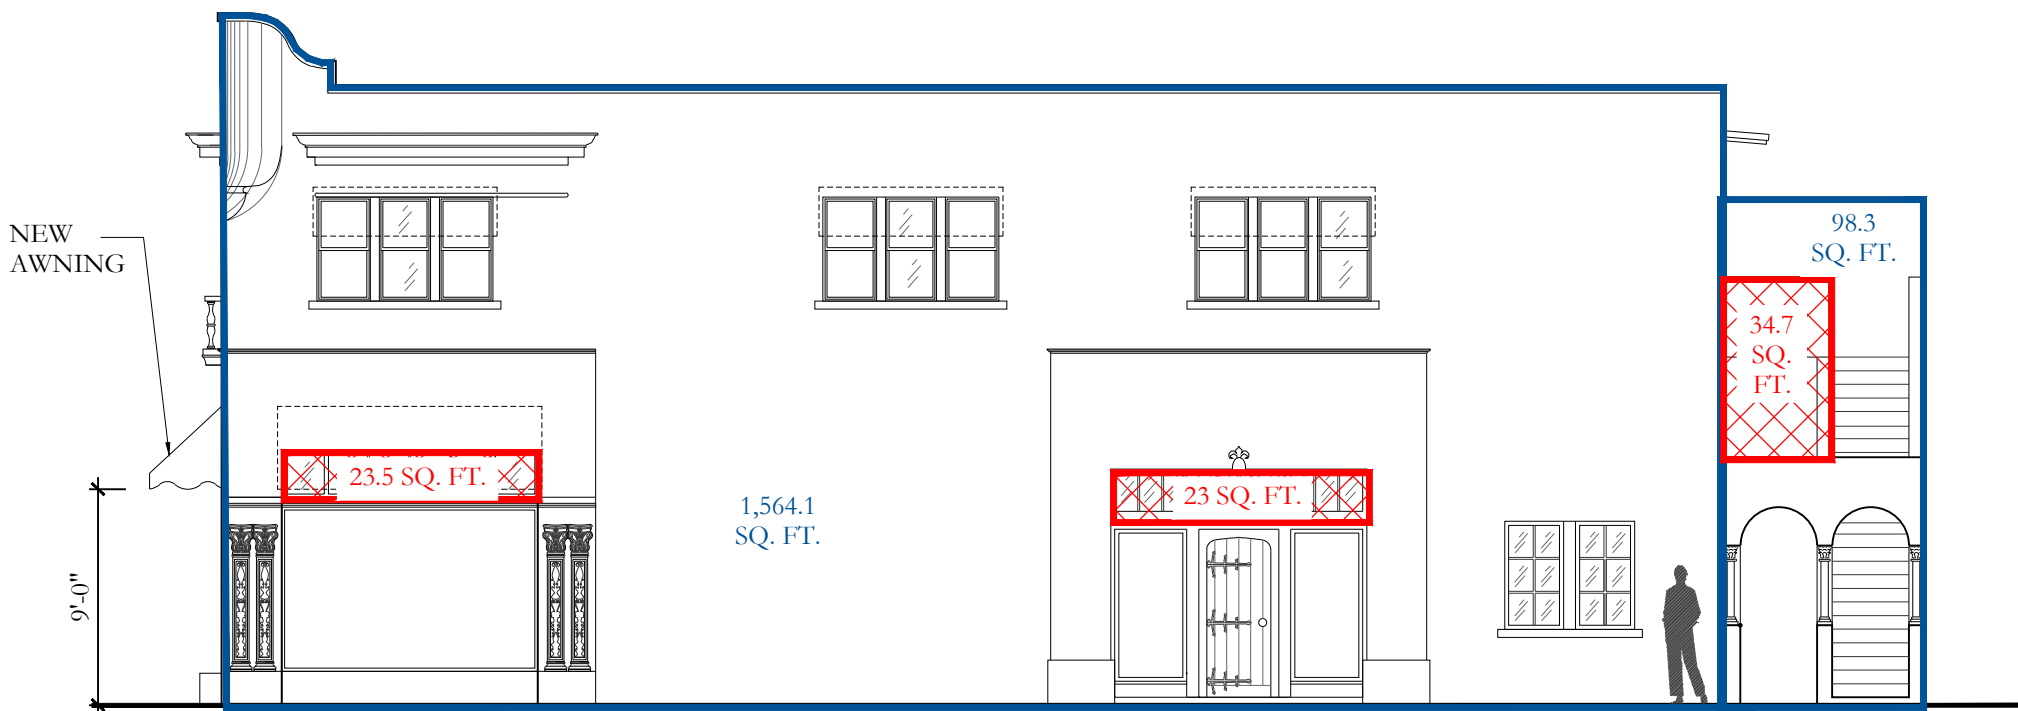 NEW
AWNING
98.3
SQ. FT.
34.7
SQ.
FT.
23.5 SQ. FT.
23 SQ. FT.
1,564.1
SQ. FT.
9'-0"